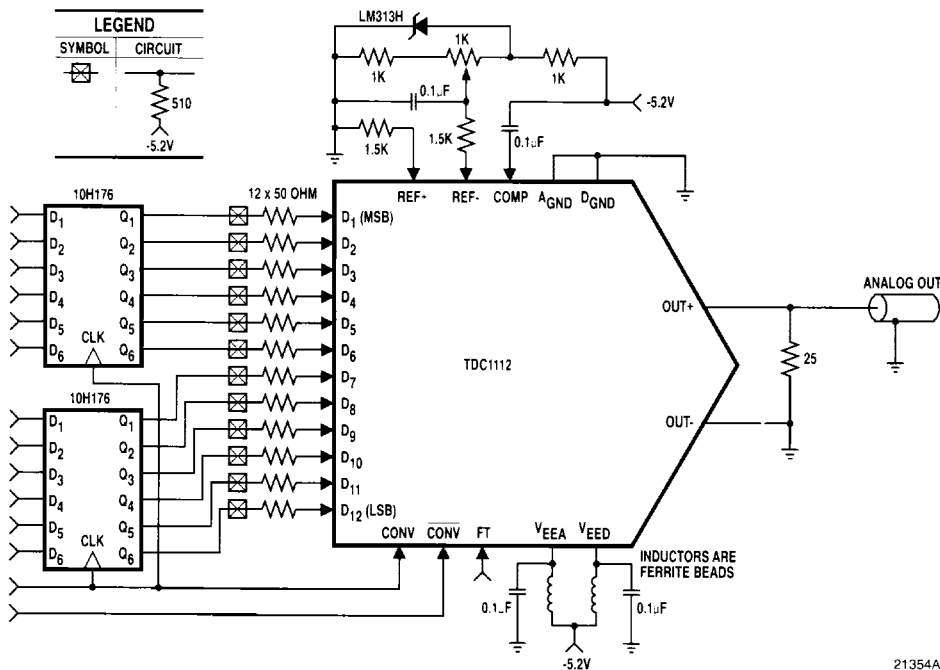 LEGEND
SYMBOL CIRCUIT
510
-5.2V
LM313H
1K 1K 1K
0.1µF
-5.2V
1.5K 1.5K 0.1µF
REF+ REF- COMP AGND DGND
10H176
12 x 50 OHM
D1 Q1 D1 (MSB)
D2 Q2 D2
D3 Q3 D3
D4 Q4 D4
D5 Q5 D5
D6 Q6 D6
CLK
10H176
D1 Q1 D7
D2 Q2 D8
D3 Q3 D9
D4 Q4 D10
D5 Q5 D11
D6 Q6 D12 (LSB)
CLK
TDC1112
OUT+
ANALOG OUT
25
OUT-
CONV CONV FT VEEA VEED
INDUCTORS ARE
FERRITE BEADS
0.1µF 0.1µF
-5.2V
21354A